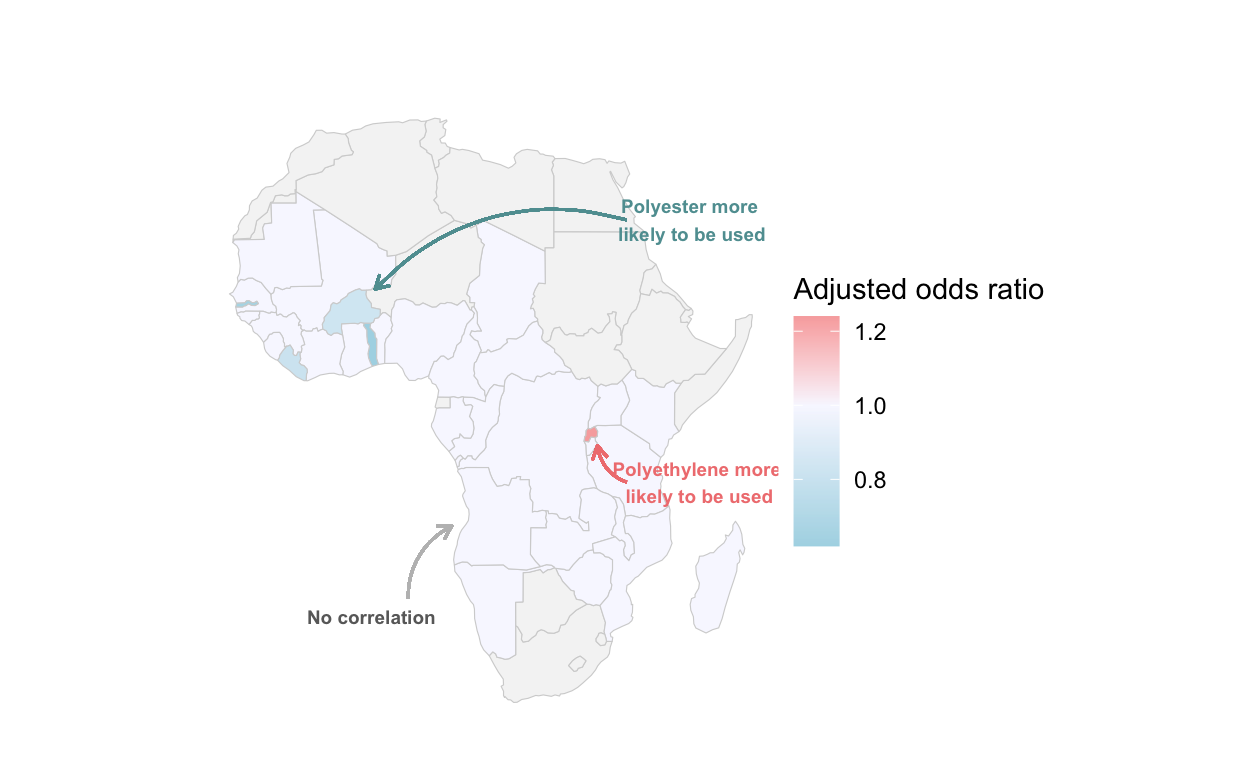 Polyester more
likely to be used
Adjusted odds ratio
1.2
1.0
0.8
Polyethylene more
likely to be used
No correlation